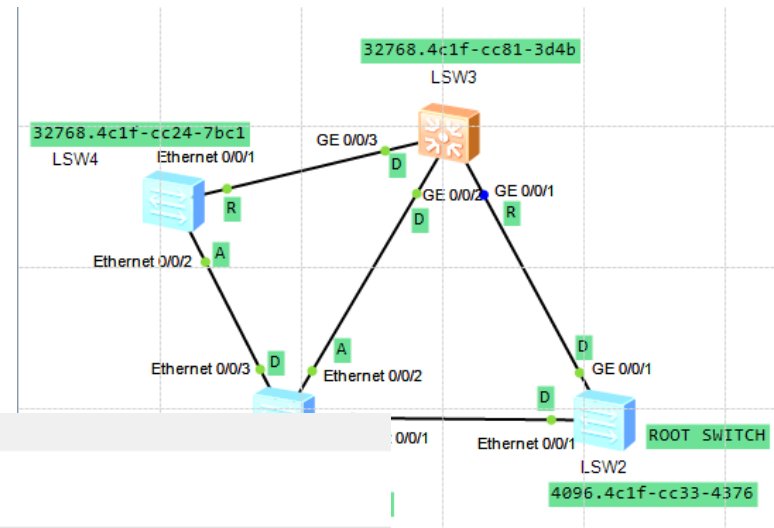 32768.4c1f-cc81-3d4b
LSW3
32768.4c1f-cc24-7bc1
LSW4
Ethernet 0/0/1
GE 0/0/3
D
R
GE 0/0/2
GE 0/0/1
D
R
Ethernet 0/0/2
A
Ethernet 0/0/3
D
A
Ethernet 0/0/2
D
GE 0/0/1
D
0/0/1
Ethernet 0/0/1
ROOT SWITCH
LSW2
4096.4c1f-cc33-4376